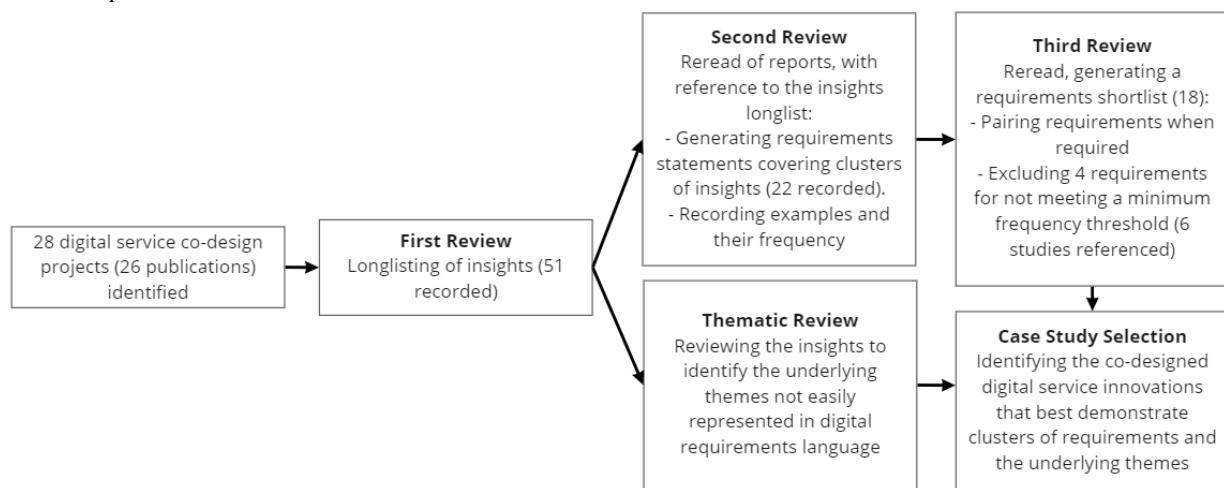 28 digital service co-design
projects (26 publications)
identified
First Review
Longlisting of insights (51
recorded)
Second Review
Reread of reports, with
reference to the insights
longlist:
- Generating requirements
statements covering clusters
of insights (22 recorded).
- Recording examples and
their frequency
Third Review
Reread, generating a
requirements shortlist (18):
- Pairing requirements when
required
- Excluding 4 requirements
for not meeting a minimum
frequency threshold (6
studies referenced)
Thematic Review
Reviewing the insights to
identify the underlying
themes not easily
represented in digital
requirements language
Case Study Selection
Identifying the co-designed
digital service innovations
that best demonstrate
clusters of requirements and
the underlying themes